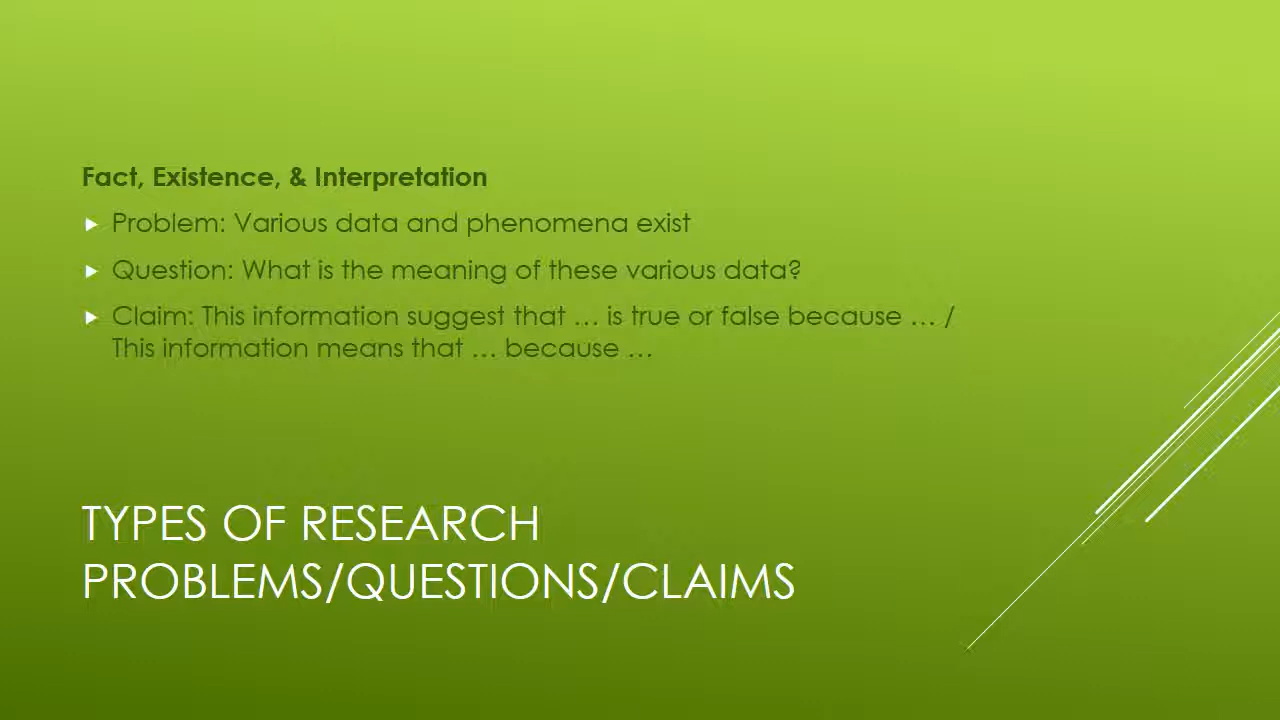 Fact, Existence, & Interpretation
Problem: Various data and phenomena exist
Question: What is the meaning of these various data?
Claim: This information suggest that … is true or false because … /
This information means that … because …
TYPES OF RESEARCH
PROBLEMS/QUESTIONS/CLAIMS